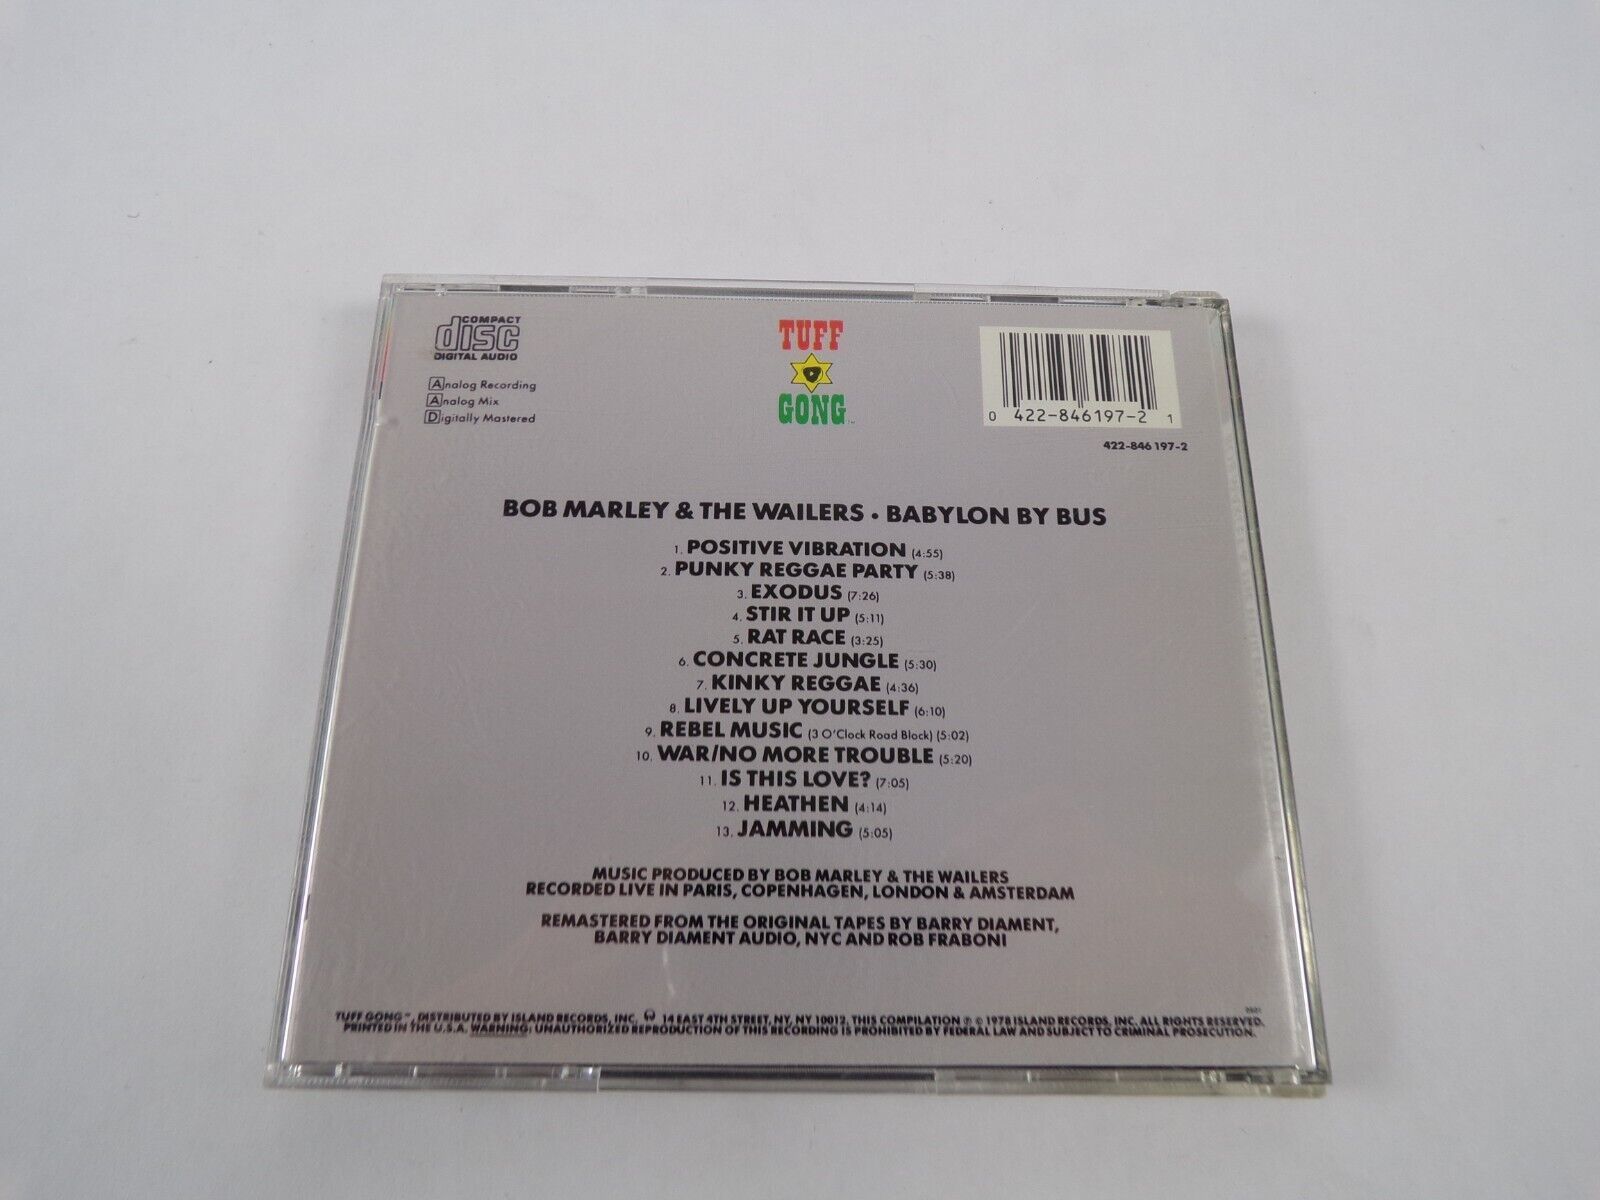 COMPACT
disc
DIGITAL AUDIO
Analog Recording
Analog Mix
Digitally Mastered
TUFF
GONG™
0 422-846197-2 1
422-846 197-2
BOB MARLEY & THE WAILERS • BABYLON BY BUS
1. POSITIVE VIBRATION (4:55)
2. PUNKY REGGAE PARTY (5:38)
3. EXODUS (7:26)
4. STIR IT UP (5:11)
5. RAT RACE (3:25)
6. CONCRETE JUNGLE (5:30)
7. KINKY REGGAE (4:36)
8. LIVELY UP YOURSELF (6:10)
9. REBEL MUSIC (3 O'Clock Road Block) (5:02)
10. WAR/NO MORE TROUBLE (5:20)
11. IS THIS LOVE? (7:05)
12. HEATHEN (4:14)
13. JAMMING (5:05)
MUSIC PRODUCED BY BOB MARLEY & THE WAILERS
RECORDED LIVE IN PARIS, COPENHAGEN, LONDON & AMSTERDAM
REMASTERED FROM THE ORIGINAL TAPES BY BARRY DIAMENT,
BARRY DIAMENT AUDIO, NYC AND ROB FRABONI
TUFF GONG™, DISTRIBUTED BY ISLAND RECORDS, INC. 14 EAST 4TH STREET, NY, NY 10012, THIS COMPILATION ℗ © 1978 ISLAND RECORDS, INC. ALL RIGHTS RESERVED.
PRINTED IN THE U.S.A. WARNING: UNAUTHORIZED REPRODUCTION OF THIS RECORDING IS PROHIBITED BY FEDERAL LAW AND SUBJECT TO CRIMINAL PROSECUTION.